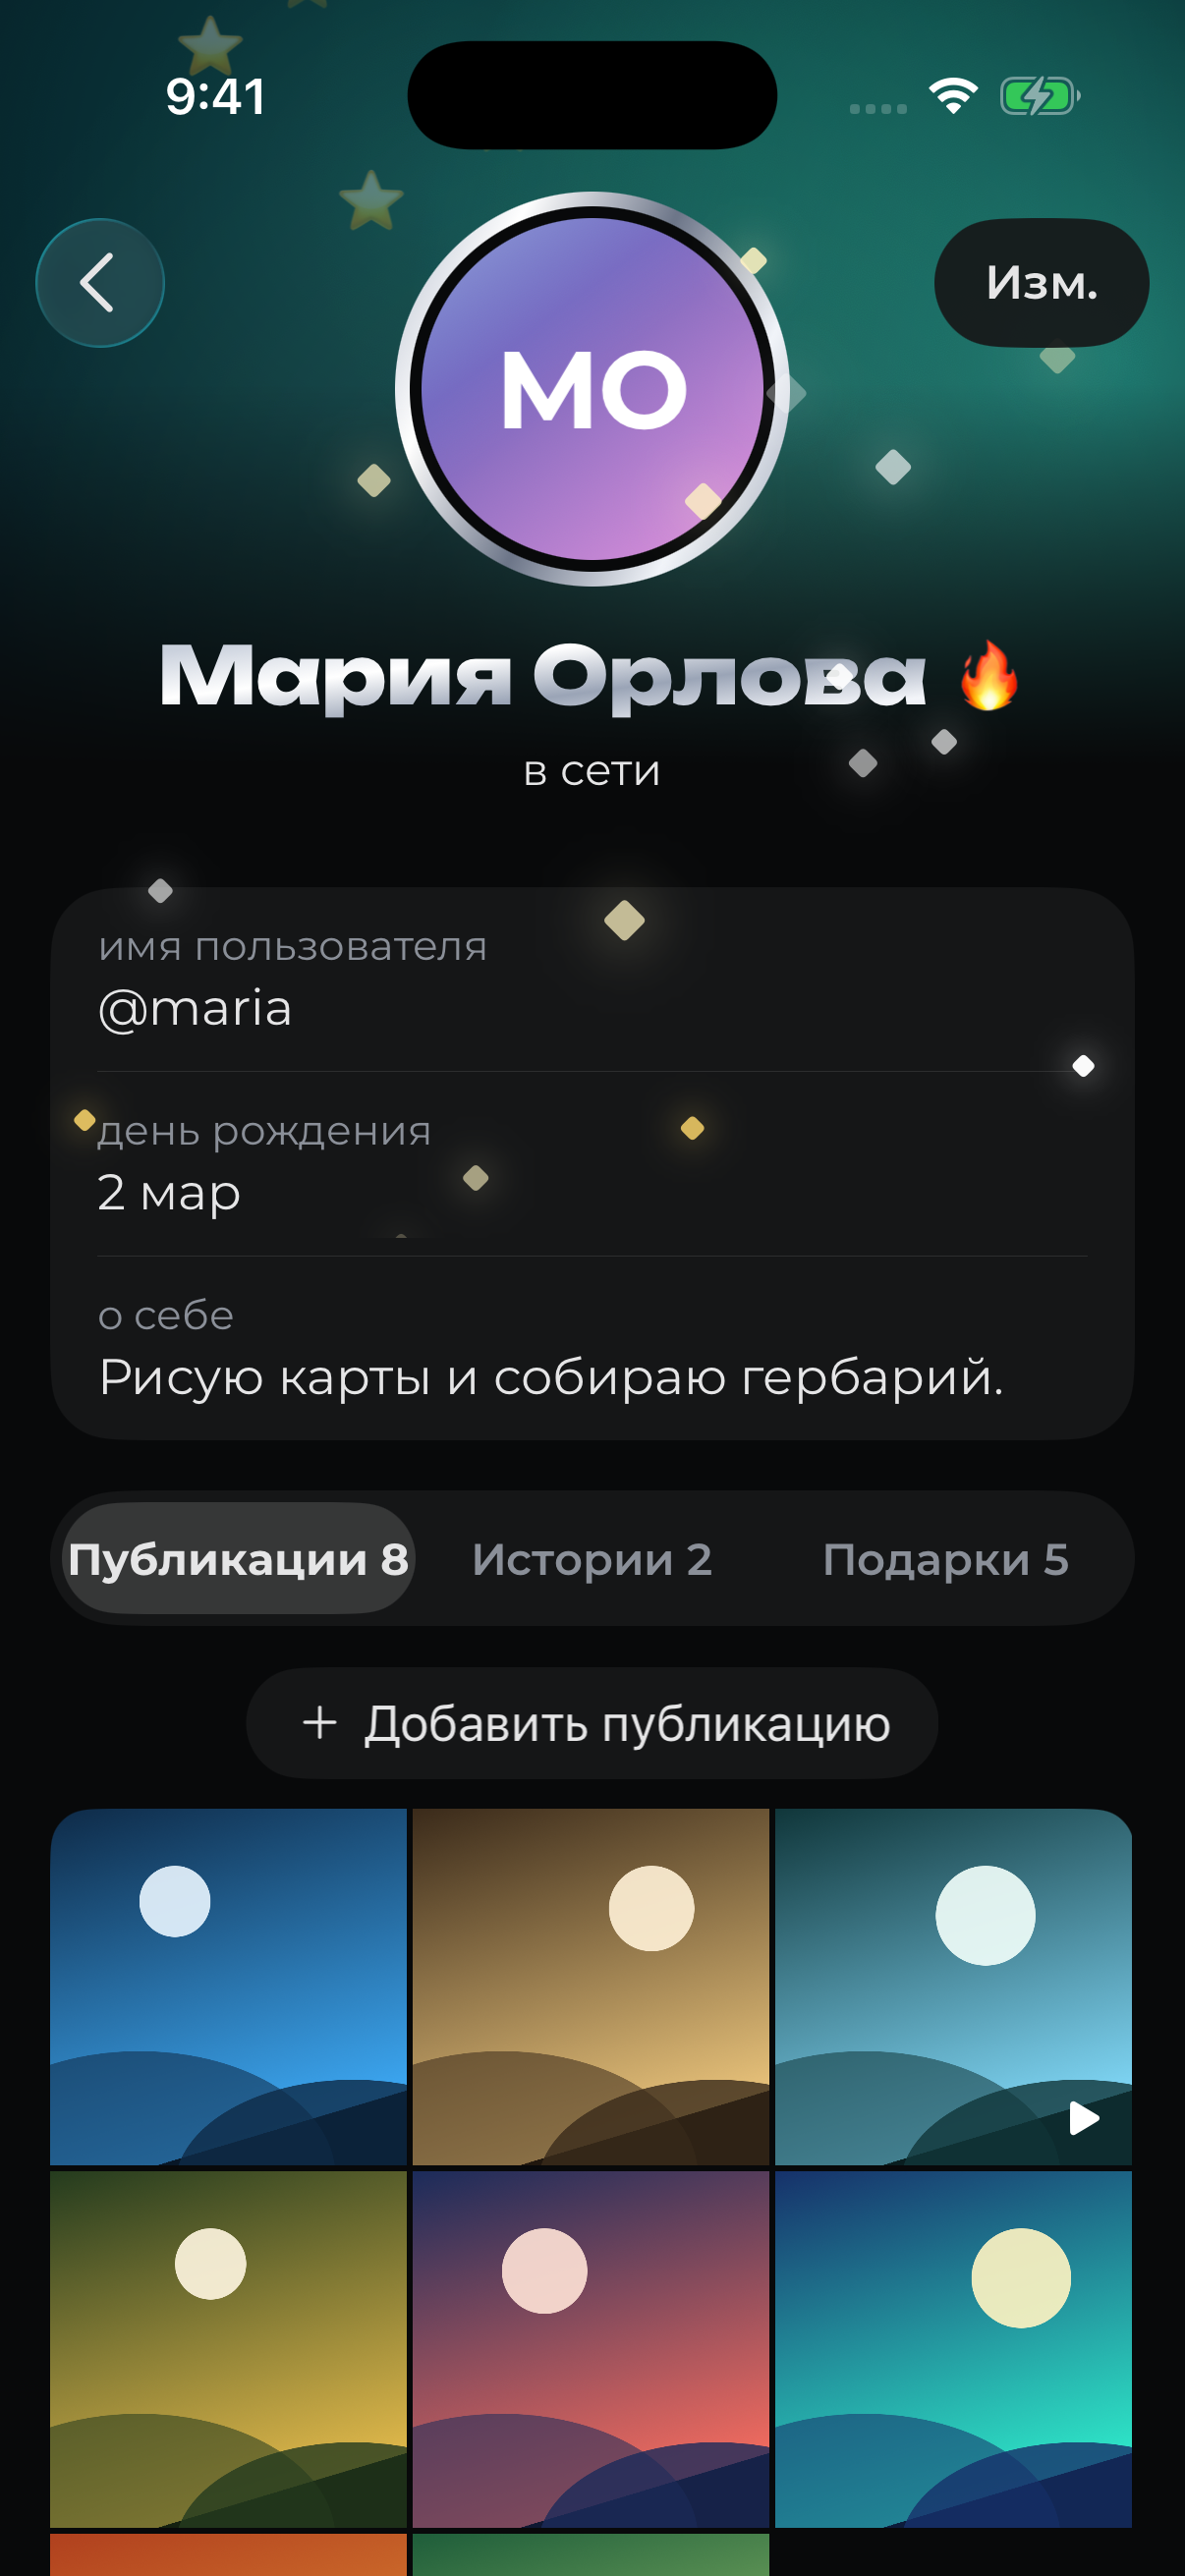 9:41
Изм.
МО
Мария Орлова 🔥
в сети
имя пользователя
@maria
день рождения
2 мар
о себе
Рисую карты и собираю гербарий.
Публикации 8
Истории 2
Подарки 5
+ Добавить публикацию